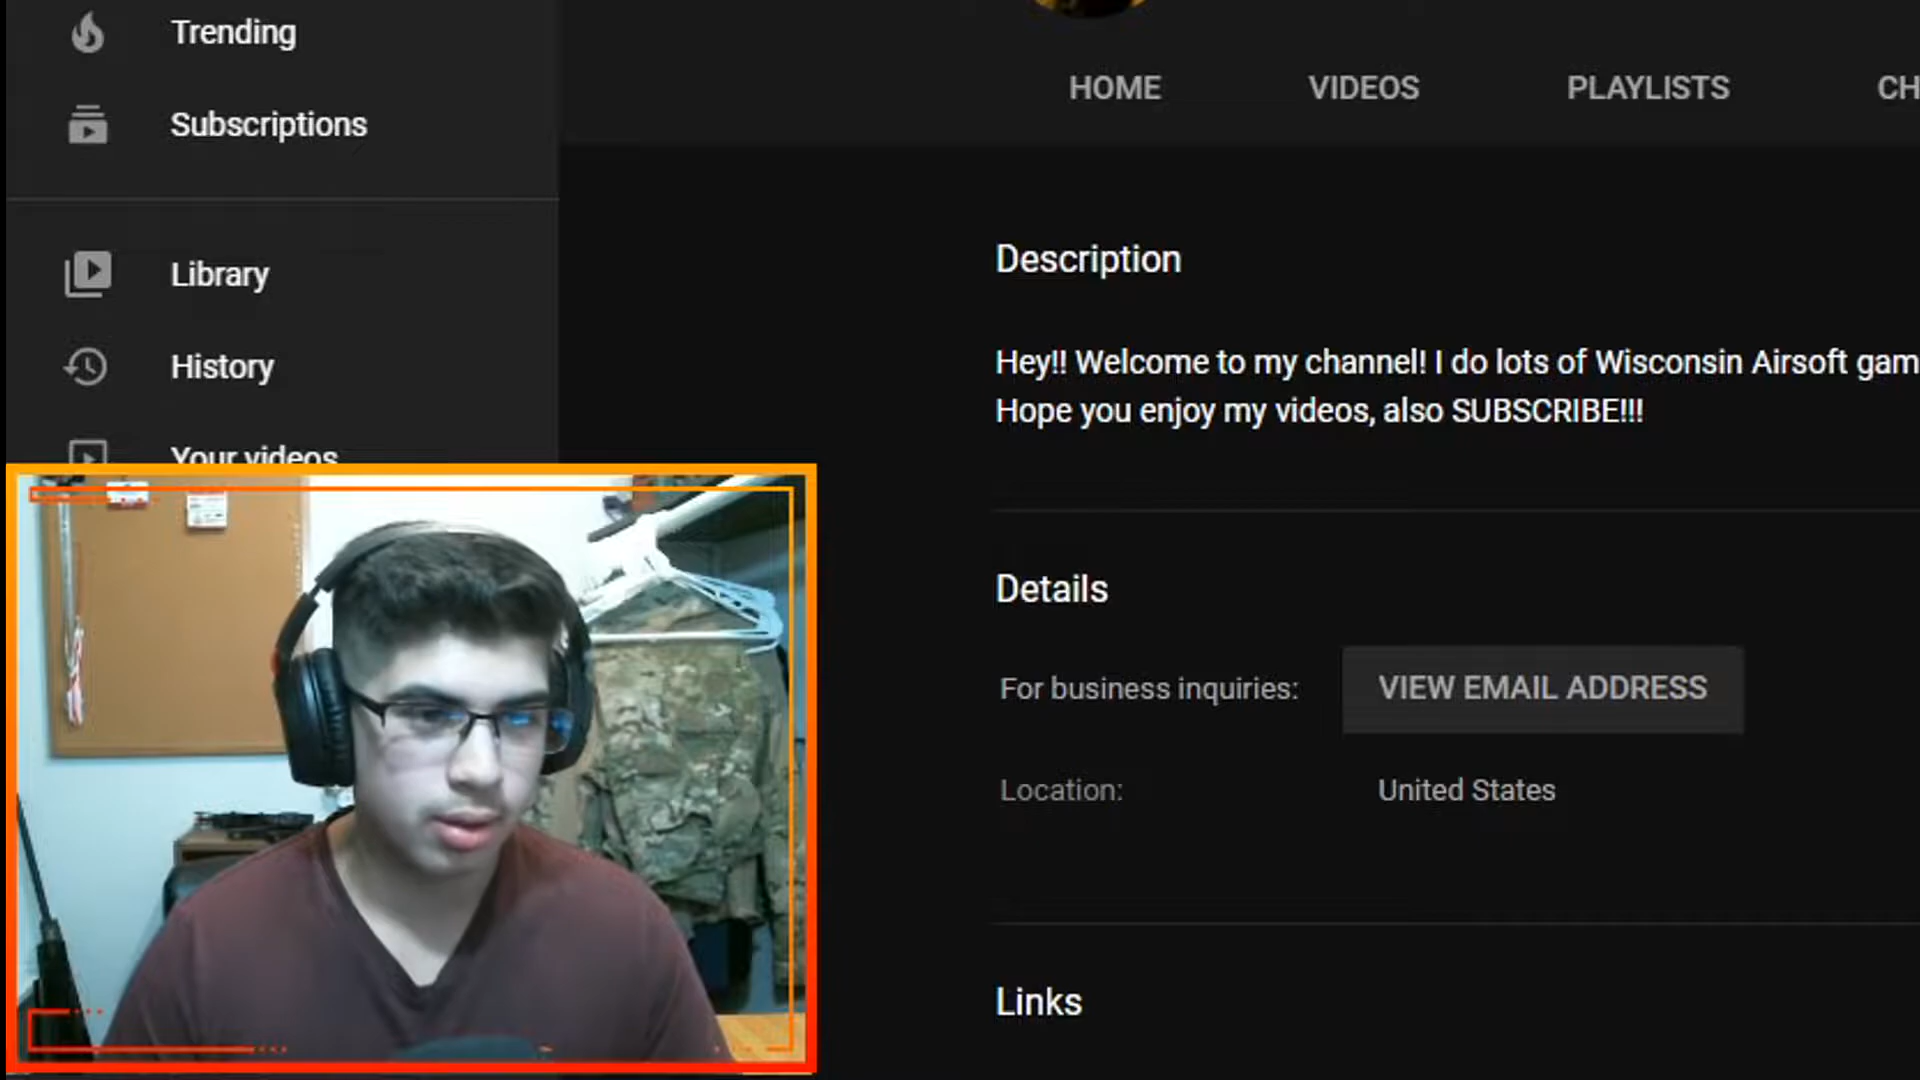 Trending
Subscriptions
Library
History
Your videos
HOME VIDEOS PLAYLISTS CH
Description
Hey!! Welcome to my channel! I do lots of Wisconsin Airsoft gam
Hope you enjoy my videos, also SUBSCRIBE!!!
Details
For business inquiries: VIEW EMAIL ADDRESS
Location: United States
Links